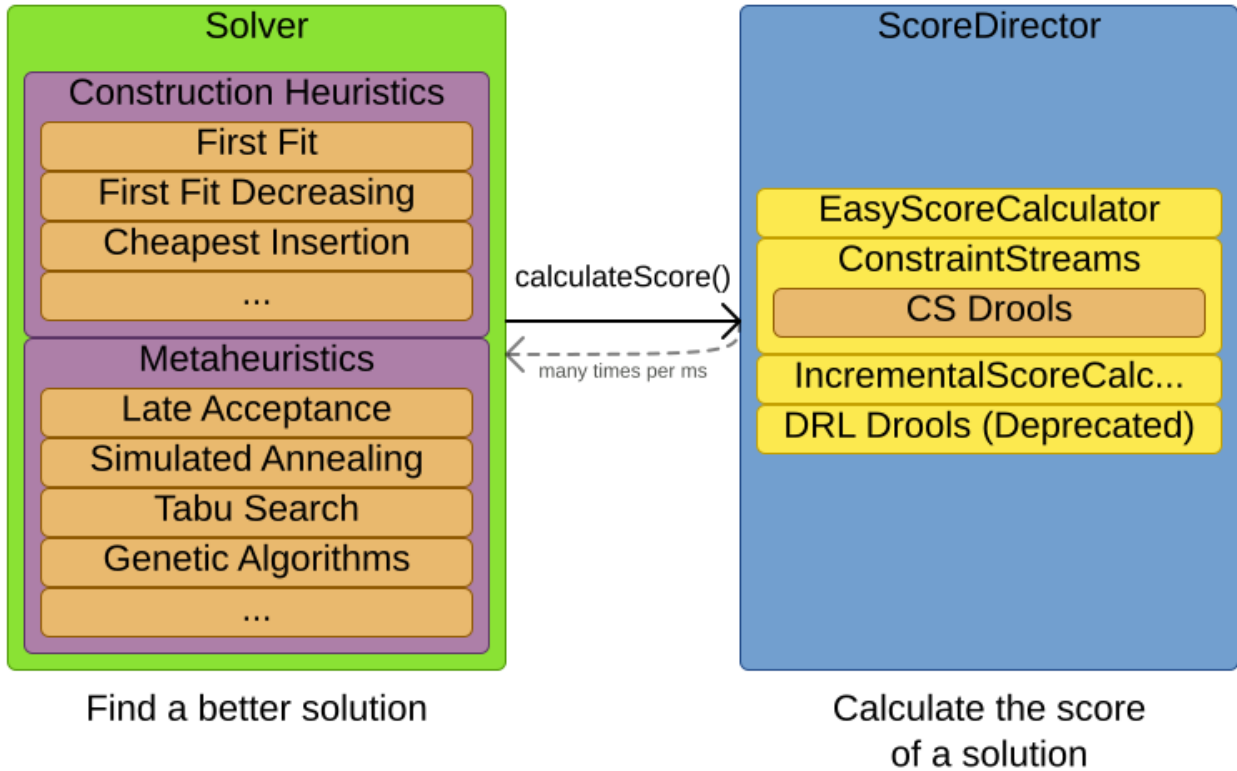 Solver
Construction Heuristics
First Fit
First Fit Decreasing
Cheapest Insertion
...
Metaheuristics
Late Acceptance
Simulated Annealing
Tabu Search
Genetic Algorithms
...
Find a better solution
calculateScore()
many times per ms
ScoreDirector
EasyScoreCalculator
ConstraintStreams
CS Drools
IncrementalScoreCalc...
DRL Drools (Deprecated)
Calculate the score
of a solution